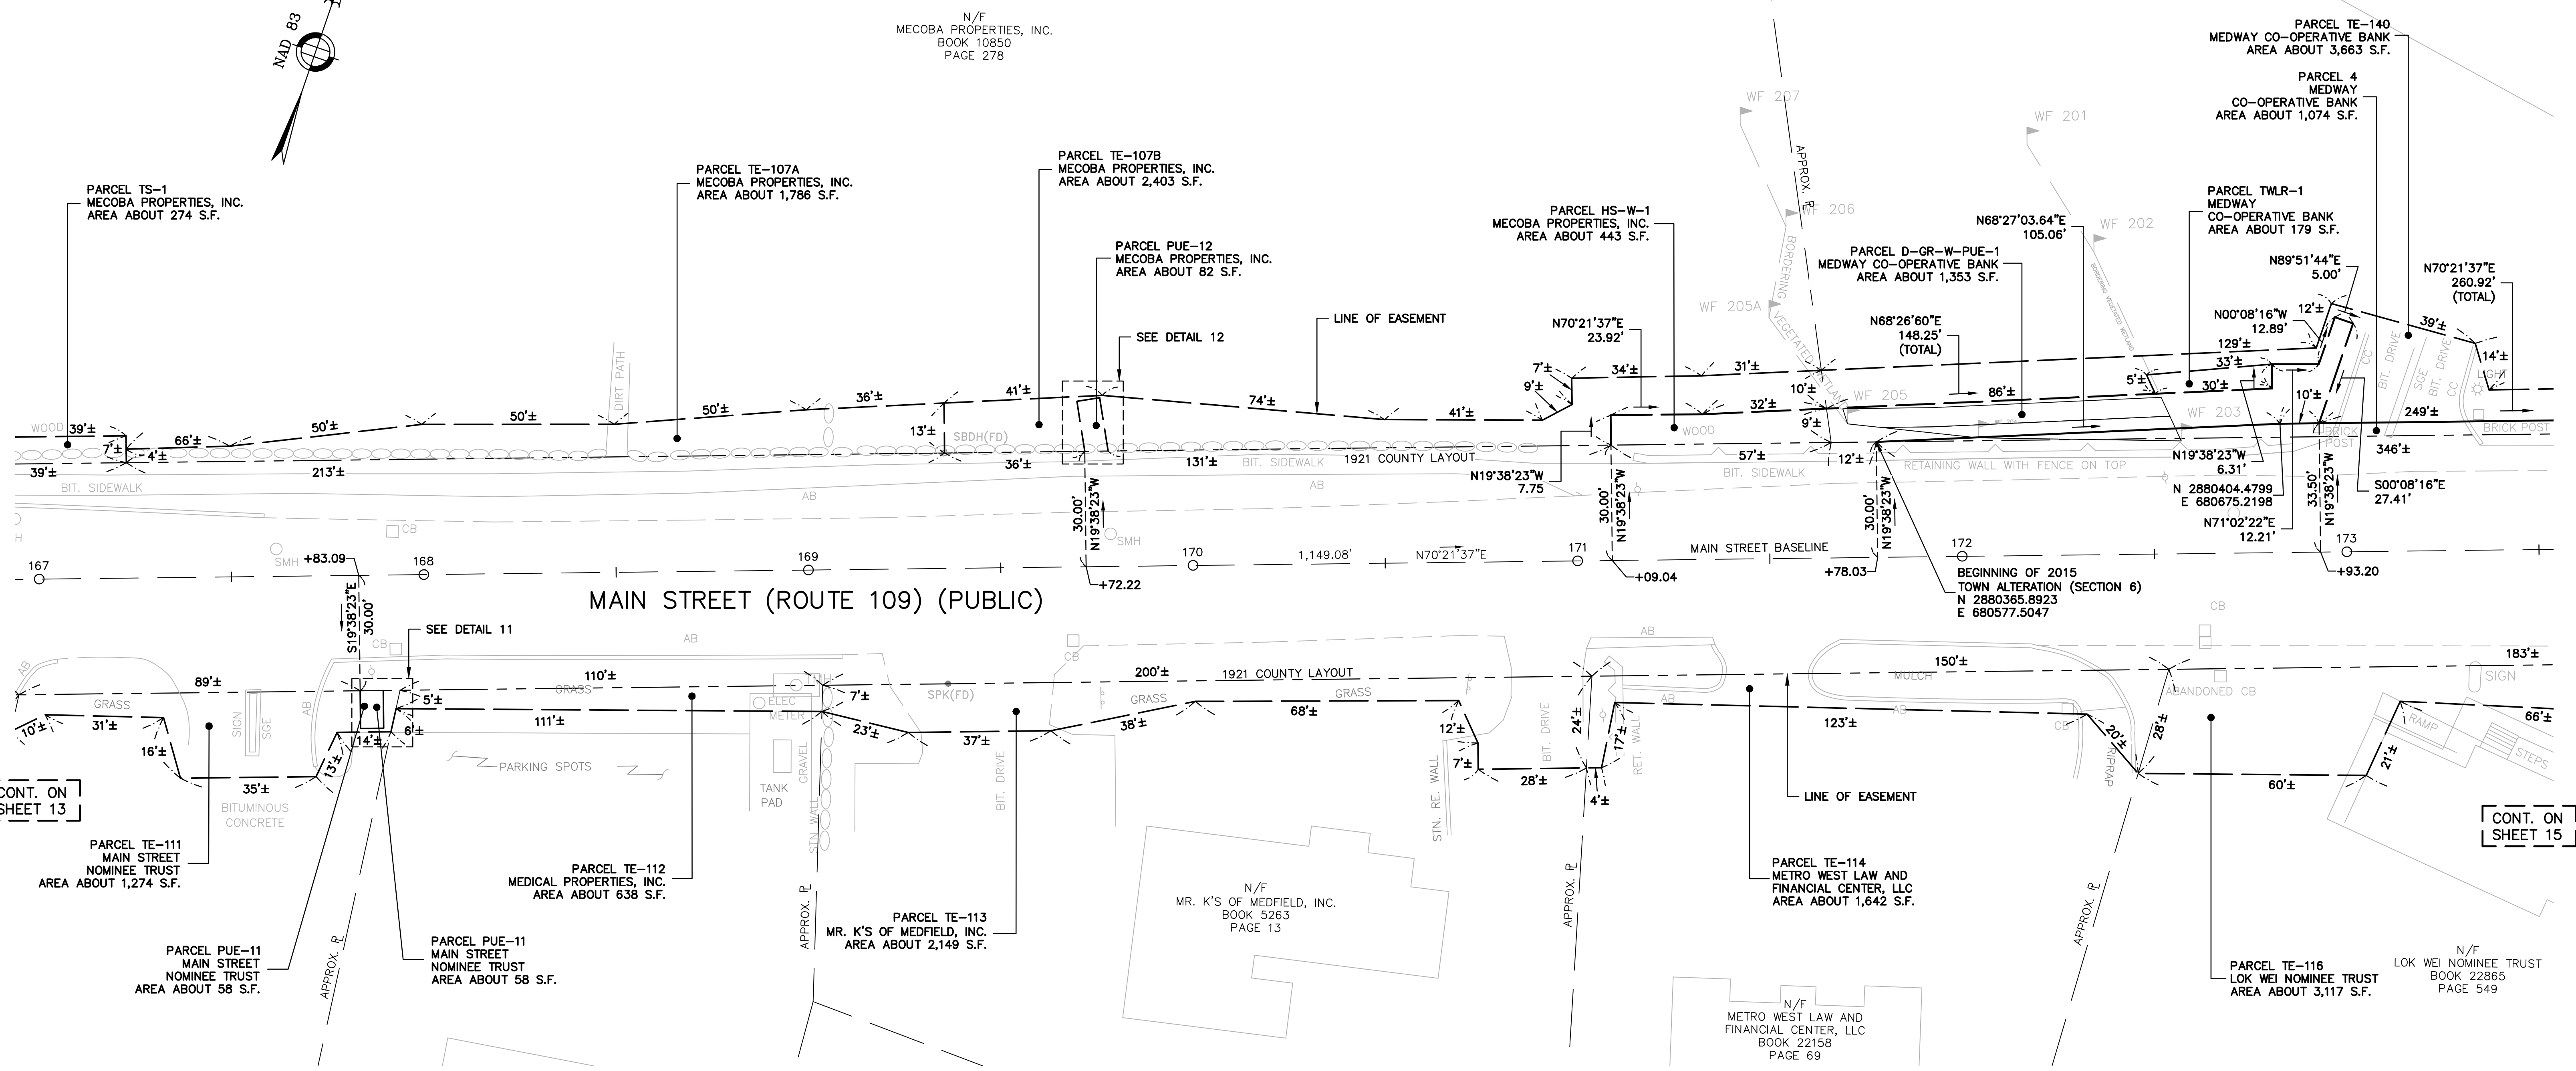 NAD 83
N/F
MECOBA PROPERTIES, INC.
BOOK 10850
PAGE 278
PARCEL TE-140
MEDWAY CO-OPERATIVE BANK
AREA ABOUT 3,663 S.F.
PARCEL 4
MEDWAY
CO-OPERATIVE BANK
AREA ABOUT 1,074 S.F.
PARCEL TS-1
MECOBA PROPERTIES, INC.
AREA ABOUT 274 S.F.
PARCEL TE-107A
MECOBA PROPERTIES, INC.
AREA ABOUT 1,786 S.F.
PARCEL TE-107B
MECOBA PROPERTIES, INC.
AREA ABOUT 2,403 S.F.
PARCEL PUE-12
MECOBA PROPERTIES, INC.
AREA ABOUT 82 S.F.
SEE DETAIL 12
LINE OF EASEMENT
PARCEL HS-W-1
MECOBA PROPERTIES, INC.
AREA ABOUT 443 S.F.
WF 207
APPROX. PL
WF 206
WF 201
WF 202
PARCEL TWLR-1
MEDWAY
CO-OPERATIVE BANK
AREA ABOUT 179 S.F.
N68°27'03.64"E
105.06'
PARCEL D-GR-W-PUE-1
MEDWAY CO-OPERATIVE BANK
AREA ABOUT 1,353 S.F.
N89°51'44"E
5.00'
N70°21'37"E
260.92'
(TOTAL)
BORDERING VEGETATED WETLAND
BORDERING VEGETATED WETLAND
WF 205A
N70°21'37"E
23.92'
N68°26'60"E
148.25'
(TOTAL)
N00°08'16"W
12.89'
12'±
39'±
129'±
33'±
14'±
5'±
30'±
10'±
CC
BIT. DRIVE
SGE
BIT. DRIVE
CC
LIGHT
249'±
BRICK POST
BRICK
POST
346'±
DIRT PATH
WOOD
39'±
7'±
66'±
4'±
50'±
50'±
50'±
36'±
41'±
13'±
SBDH(FD)
74'±
41'±
7'±
9'±
34'±
31'±
10'±
32'±
9'±
WF 205
86'±
WF 203
WOOD
39'±
213'±
36'±
131'±
BIT. SIDEWALK
1921 COUNTY LAYOUT
57'±
12'±
BIT. SIDEWALK
RETAINING WALL WITH FENCE ON TOP
N19°38'23"W
7.75
N19°38'23"W
6.31'
N 2880404.4799
E 680675.2198
S00°08'16"E
27.41'
N71°02'22"E
12.21'
BIT. SIDEWALK
AB
AB
CB
SMH
H
SMH
30.00'
N19°38'23"W
30.00'
N19°38'23"W
30.00'
N19°38'23"W
33.50'
N19°38'23"W
167
+83.09
168
169
+72.22
170
1,149.08'
N70°21'37"E
171
+09.04
MAIN STREET BASELINE
+78.03
172
173
+93.20
MAIN STREET (ROUTE 109) (PUBLIC)
BEGINNING OF 2015
TOWN ALTERATION (SECTION 6)
N 2880365.8923
E 680577.5047
S19°38'23"E
30.00'
SEE DETAIL 11
CB
AB
CB
AB
CB
AB
89'±
110'±
GRASS
200'±
1921 COUNTY LAYOUT
150'±
183'±
GRASS
SIGN
SGE
AB
5'±
111'±
ELEC
METER
7'±
SPK(FD)
GRASS
GRASS
AB
MULCH
AB
ABANDONED CB
SIGN
10'±
31'±
16'±
35'±
13'±
14'±
6'±
23'±
37'±
38'±
68'±
12'±
7'±
28'±
24'±
17'±
4'±
123'±
CB
20'±
28'±
60'±
21'±
66'±
RAMP
STEPS
RIPRAP
PARKING SPOTS
TANK
PAD
GRAVEL
STN WALL
BIT. DRIVE
STN. RE. WALL
BIT. DRIVE
RET. WALL
LINE OF EASEMENT
BITUMINOUS
CONCRETE
CONT. ON
SHEET 13
CONT. ON
SHEET 15
PARCEL TE-111
MAIN STREET
NOMINEE TRUST
AREA ABOUT 1,274 S.F.
PARCEL PUE-11
MAIN STREET
NOMINEE TRUST
AREA ABOUT 58 S.F.
APPROX. PL
PARCEL PUE-11
MAIN STREET
NOMINEE TRUST
AREA ABOUT 58 S.F.
PARCEL TE-112
MEDICAL PROPERTIES, INC.
AREA ABOUT 638 S.F.
APPROX. PL
PARCEL TE-113
MR. K'S OF MEDFIELD, INC.
AREA ABOUT 2,149 S.F.
N/F
MR. K'S OF MEDFIELD, INC.
BOOK 5263
PAGE 13
APPROX. PL
PARCEL TE-114
METRO WEST LAW AND
FINANCIAL CENTER, LLC
AREA ABOUT 1,642 S.F.
N/F
METRO WEST LAW AND
FINANCIAL CENTER, LLC
BOOK 22158
PAGE 69
APPROX. PL
PARCEL TE-116
LOK WEI NOMINEE TRUST
AREA ABOUT 3,117 S.F.
N/F
LOK WEI NOMINEE TRUST
BOOK 22865
PAGE 549